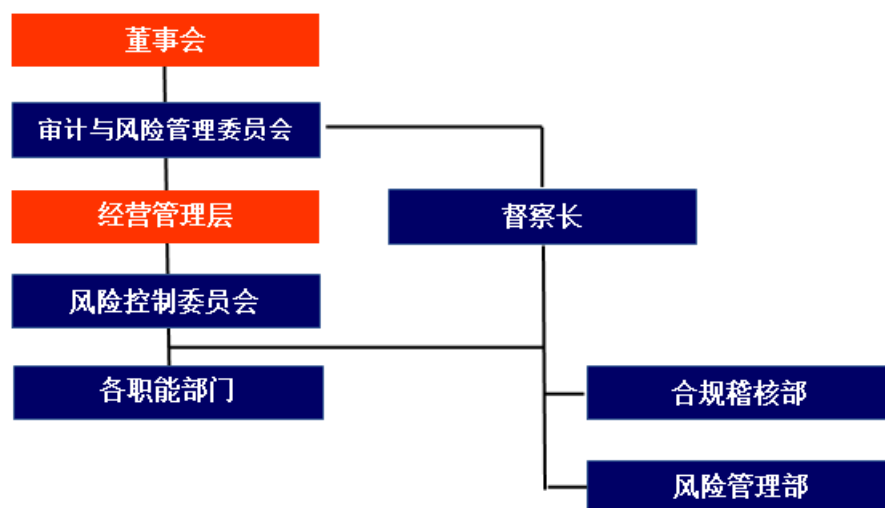 董事会
审计与风险管理委员会
经营管理层
督察长
风险控制委员会
各职能部门
合规稽核部
风险管理部